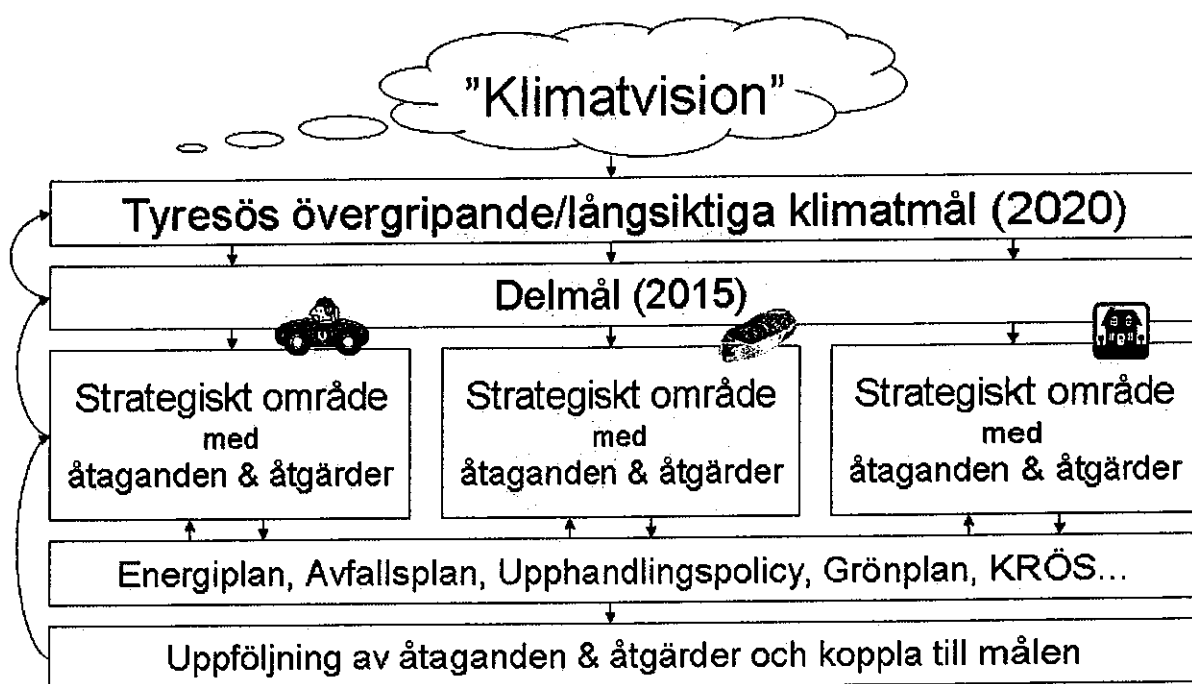 ”Klimatvision”
Tyresös övergripande/långsiktiga klimatmål (2020)
Delmål (2015)
Strategiskt område
med
åtaganden & åtgärder
Strategiskt område
med
åtaganden & åtgärder
Strategiskt område
med
åtaganden & åtgärder
Energiplan, Avfallsplan, Upphandlingspolicy, Grönplan, KRÖS...
Uppföljning av åtaganden & åtgärder och koppla till målen